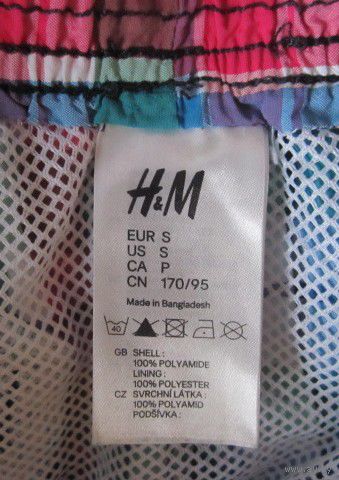 H&M
EUR S
US S
CA P
CN 170/95
Made in Bangladesh
40
GB SHELL :
100% POLYAMIDE
LINING :
100% POLYESTER
CZ SVRCHNÍ LÁTKA :
100% POLYAMID
PODŠÍVKA :